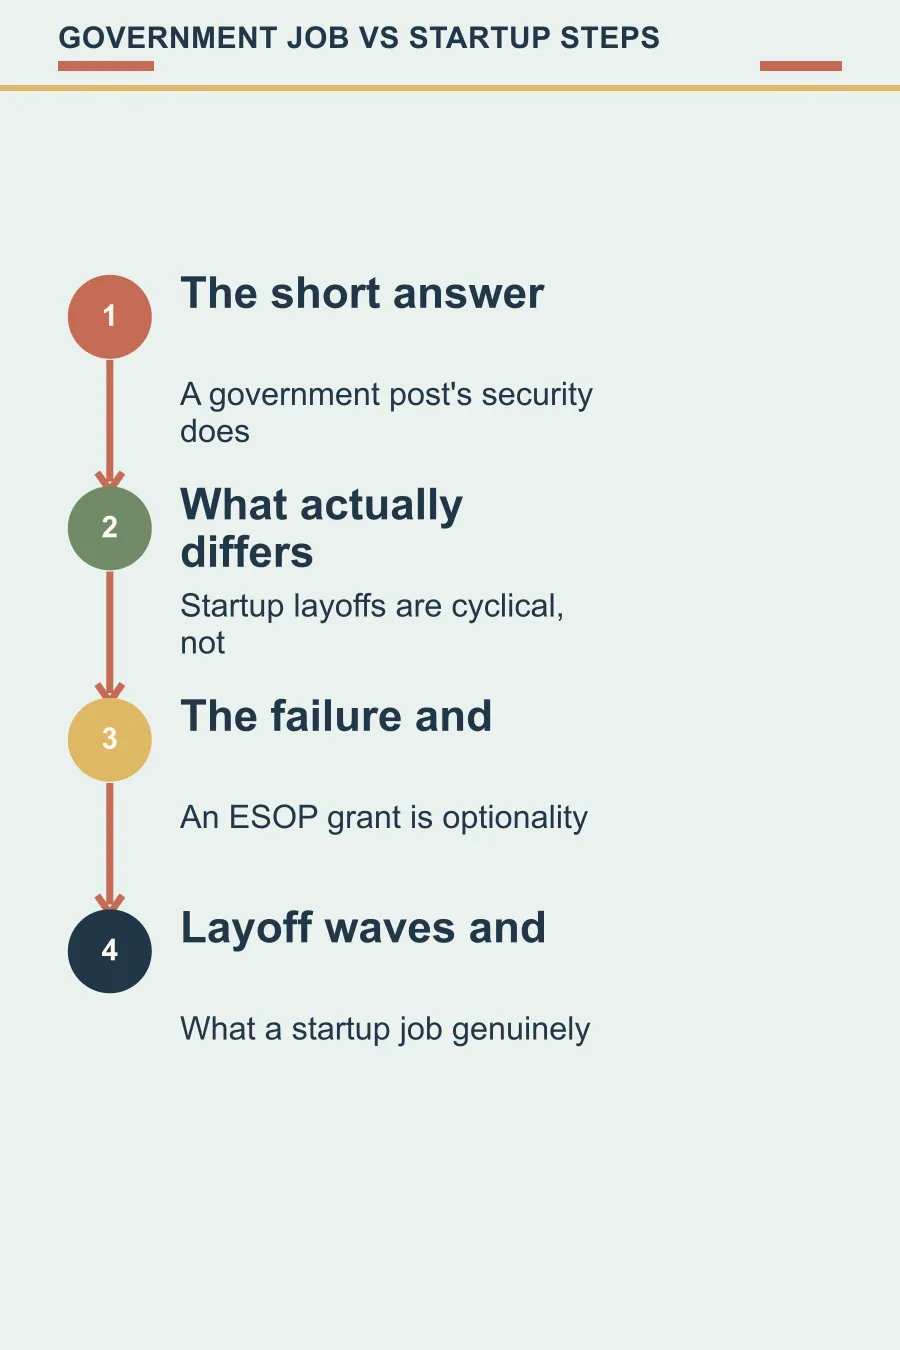 GOVERNMENT JOB VS STARTUP STEPS
1
The short answer
A government post's security
does
2
What actually
differs
Startup layoffs are cyclical,
not
3
The failure and
An ESOP grant is optionality
4
Layoff waves and
What a startup job genuinely